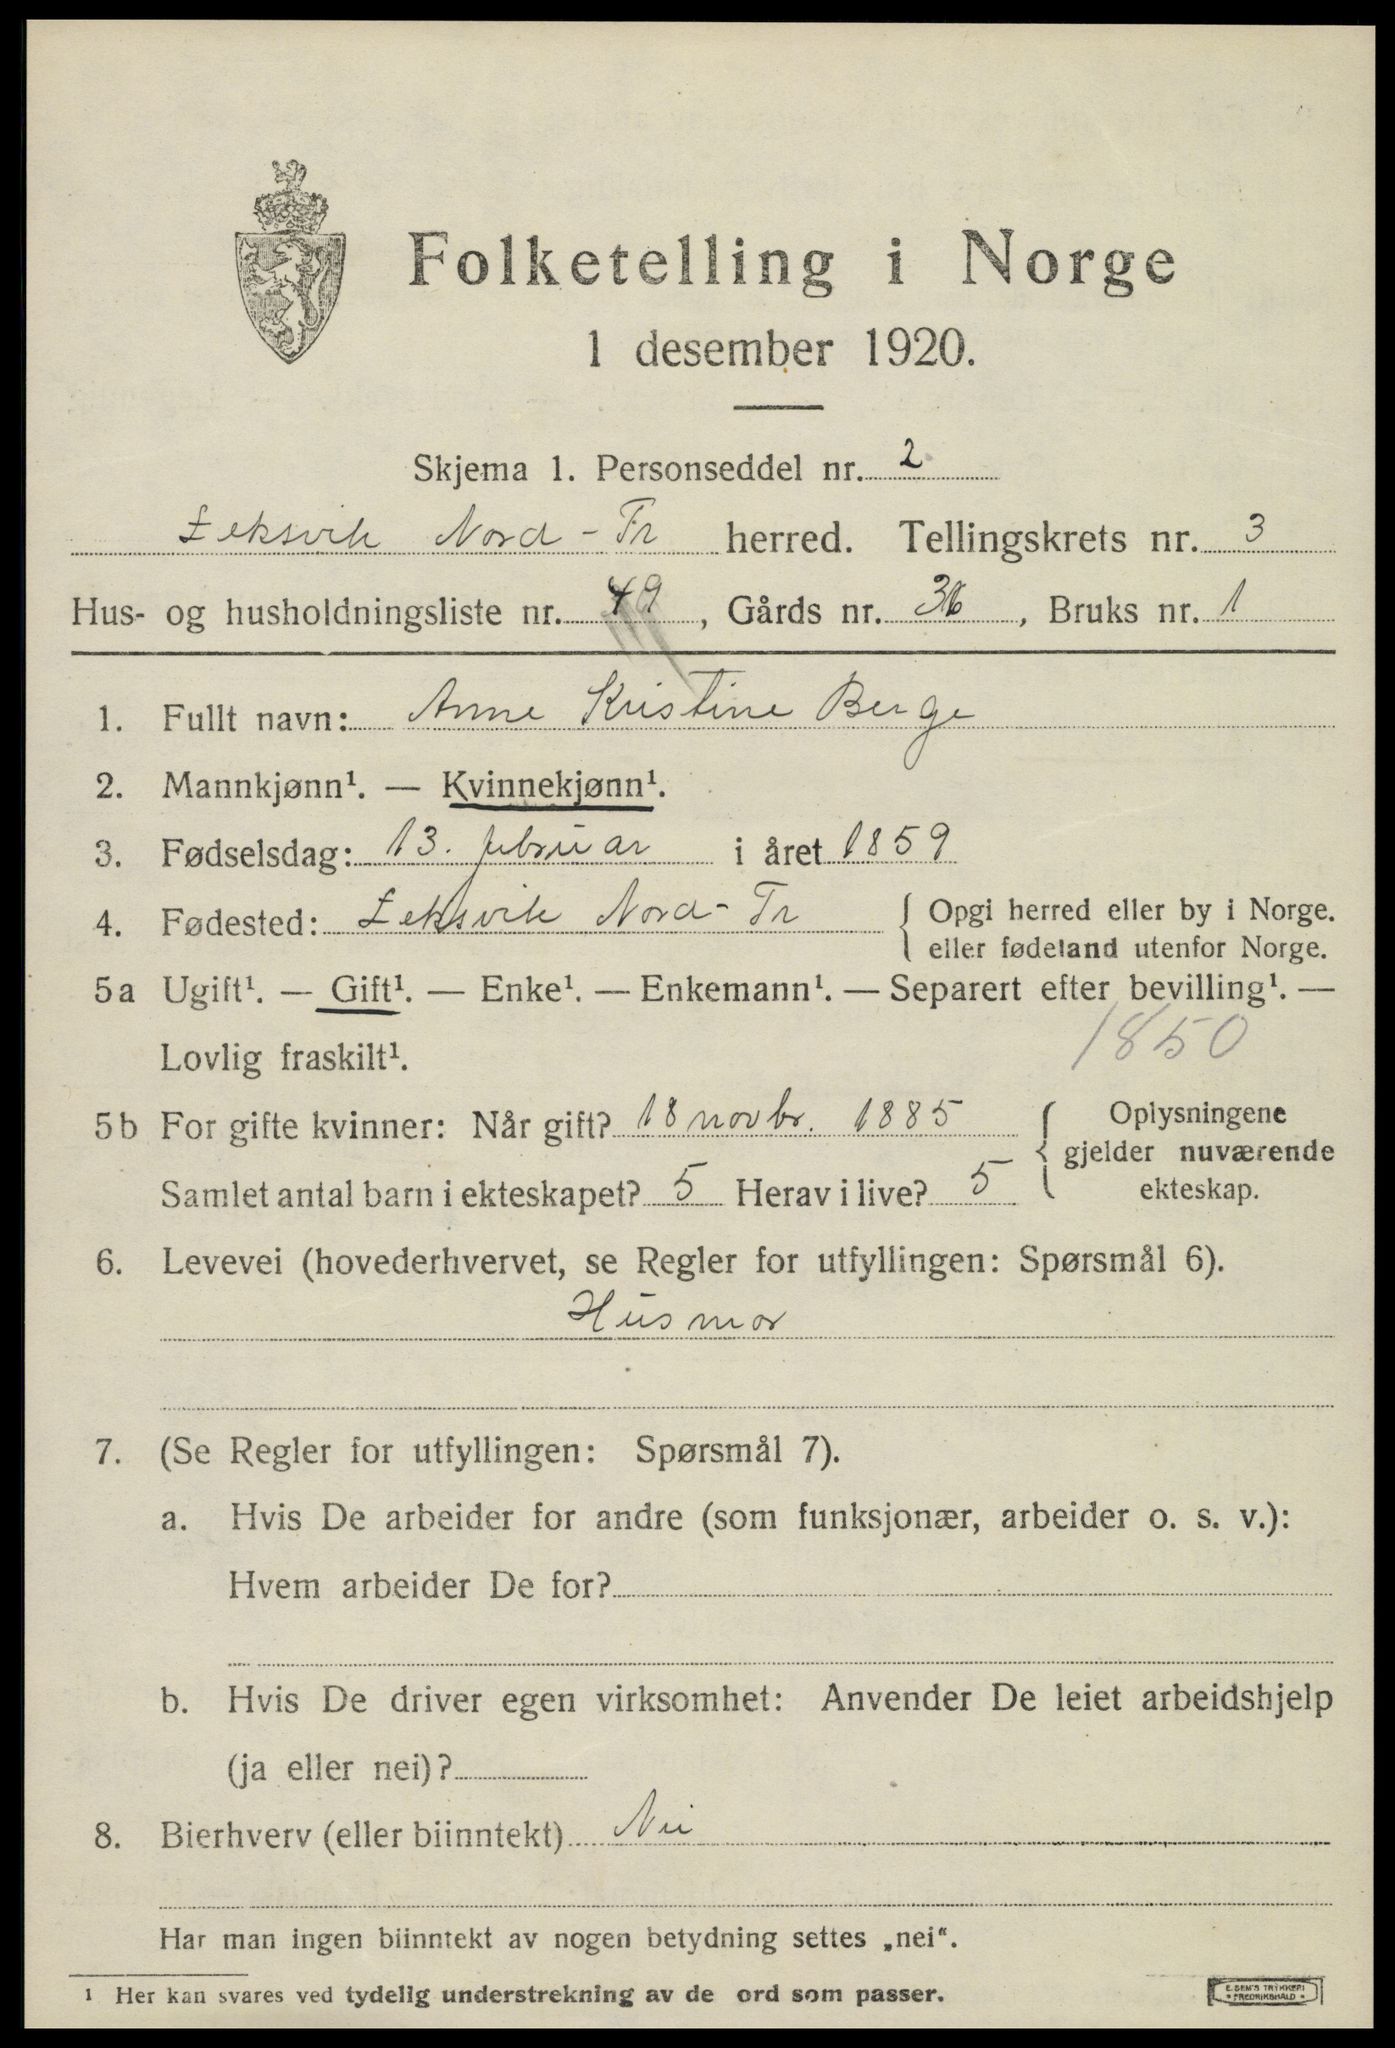 Folketelling i Norge
1 desember 1920.
Skjema 1. Personseddel nr. 2
Leksvik Nord-Tr herred. Tellingskrets nr. 3
Hus- og husholdningsliste nr. 49, Gårds nr. 36, Bruks nr. 1
1. Fullt navn: Anne Kristine Berge
2. Mannkjønn¹. — Kvinnekjønn¹.
3. Fødselsdag: 13. februar i året 1859
4. Fødested: Leksvik Nord-Tr { Opgi herred eller by i Norge.
eller fødeland utenfor Norge.
5a Ugift¹. — Gift¹. — Enke¹. — Enkemann¹. — Separert efter bevilling¹. —
1850
Lovlig fraskilt¹.
5b For gifte kvinner: Når gift? 18 novbr. 1885
Samlet antal barn i ekteskapet? 5 Herav i live? 5
{ Oplysningene
gjelder nuværende
ekteskap.
6. Levevei (hovederhvervet, se Regler for utfyllingen: Spørsmål 6).
Husmor
7. (Se Regler for utfyllingen: Spørsmål 7).
a. Hvis De arbeider for andre (som funksjonær, arbeider o. s. v.):
Hvem arbeider De for?
b. Hvis De driver egen virksomhet: Anvender De leiet arbeidshjelp
(ja eller nei)?
8. Bierhverv (eller biinntekt) Nei
Har man ingen biinntekt av nogen betydning settes „nei“.
¹ Her kan svares ved tydelig understrekning av de ord som passer.
E. SEM'S TRYKKERI
* FREDRIKSHALD *